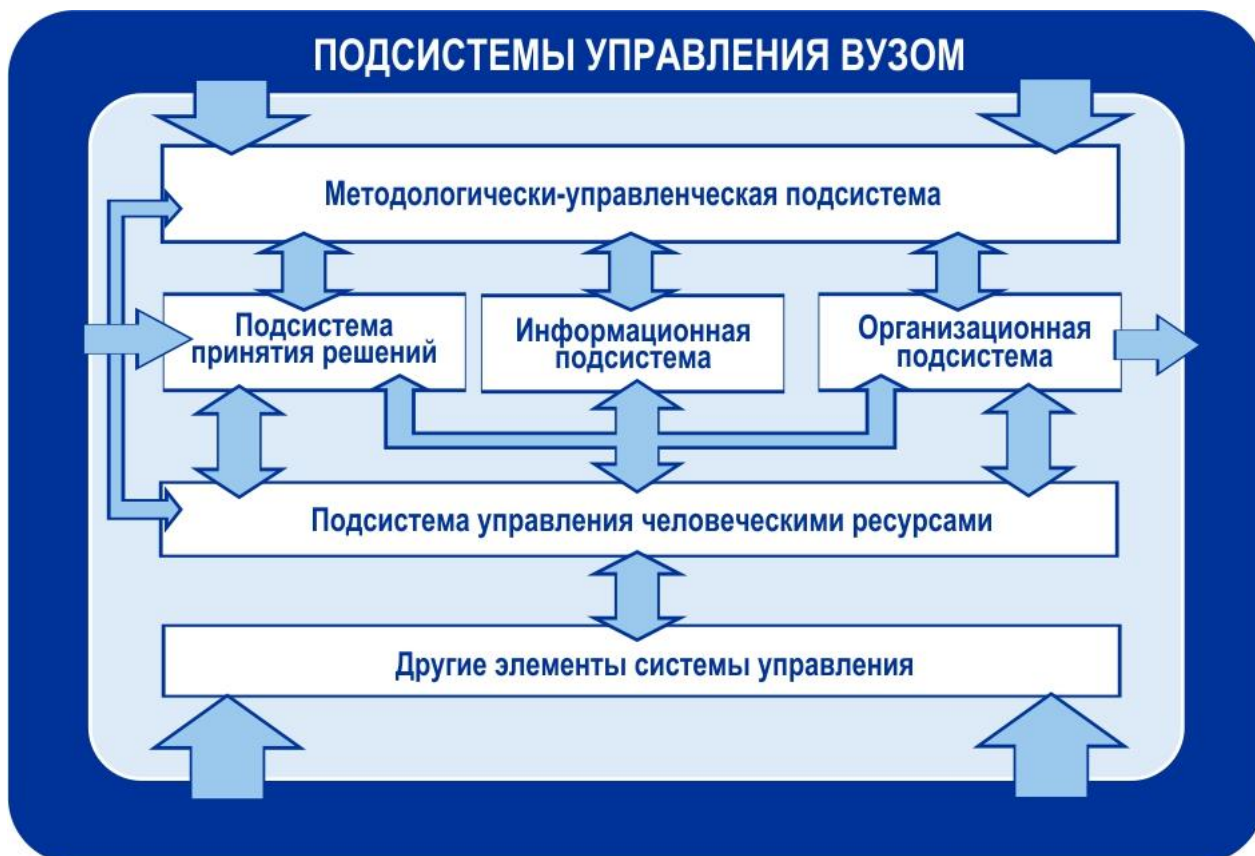 ПОДСИСТЕМЫ УПРАВЛЕНИЯ ВУЗОМ
Методологически-управленческая подсистема
Подсистема
принятия решений
Информационная
подсистема
Организационная
подсистема
Подсистема управления человеческими ресурсами
Другие элементы системы управления